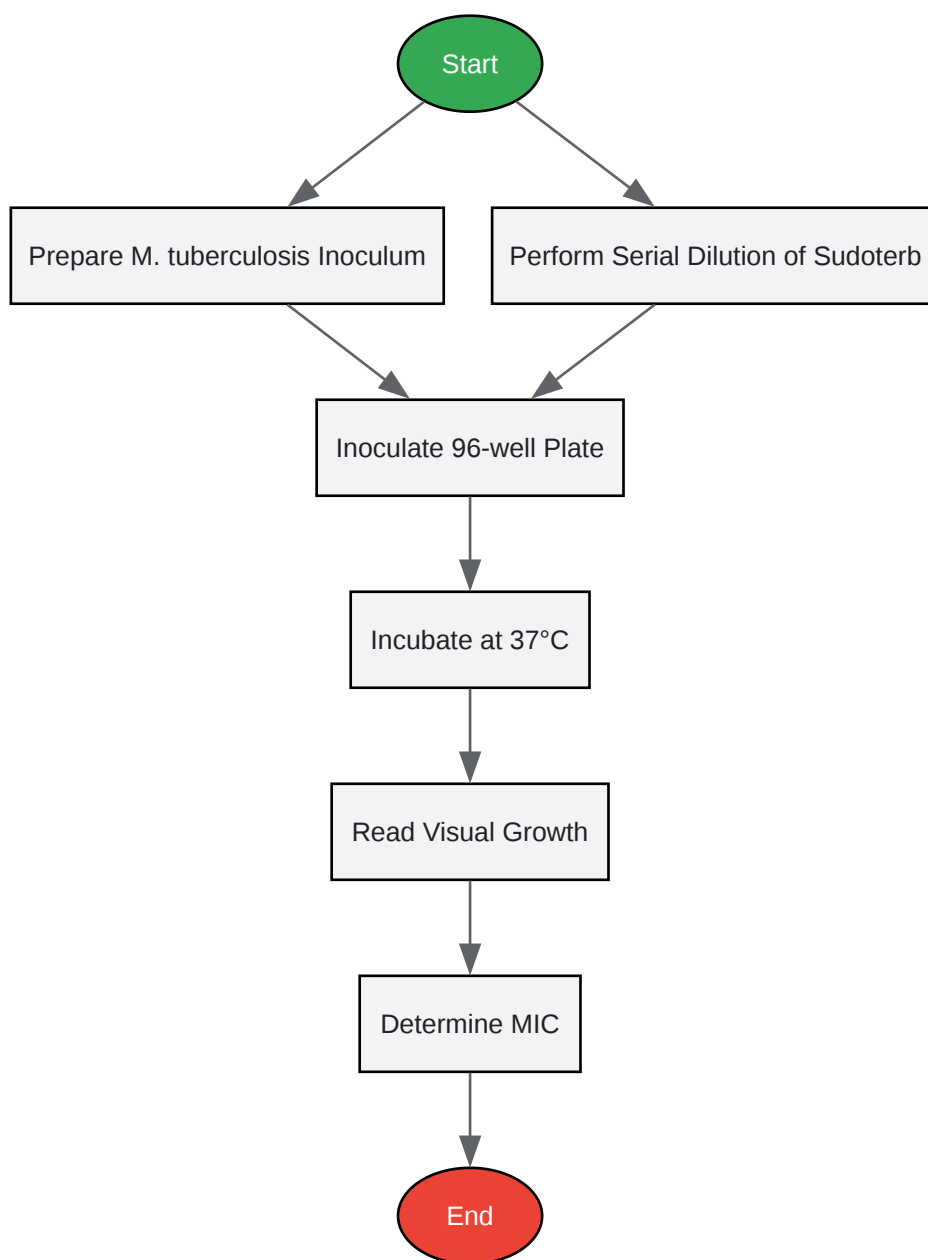 Start
Prepare M. tuberculosis Inoculum
Perform Serial Dilution of Sudoterb
Inoculate 96-well Plate
Incubate at 37°C
Read Visual Growth
Determine MIC
End